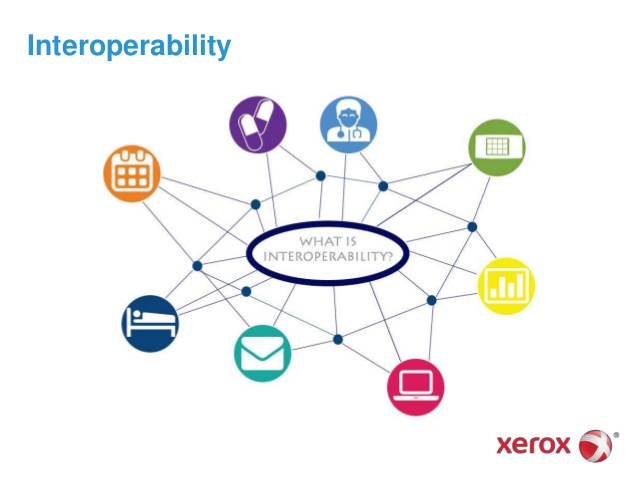 Interoperability
WHAT IS
INTEROPERABILITY?
xerox ®